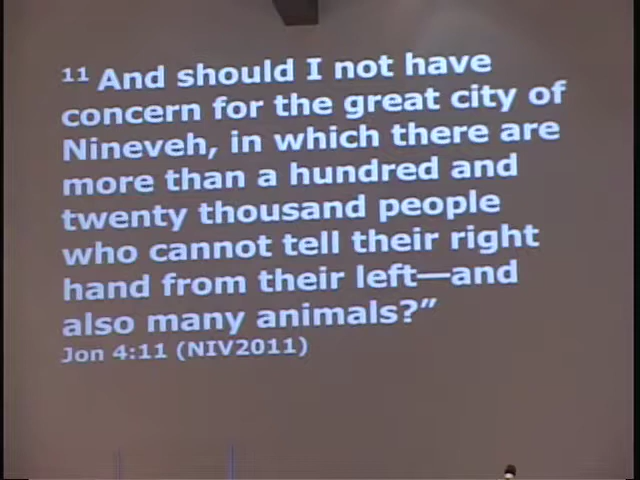 11 And should I not have
concern for the great city of
Nineveh, in which there are
more than a hundred and
twenty thousand people
who cannot tell their right
hand from their left—and
also many animals?”
Jon 4:11 (NIV2011)